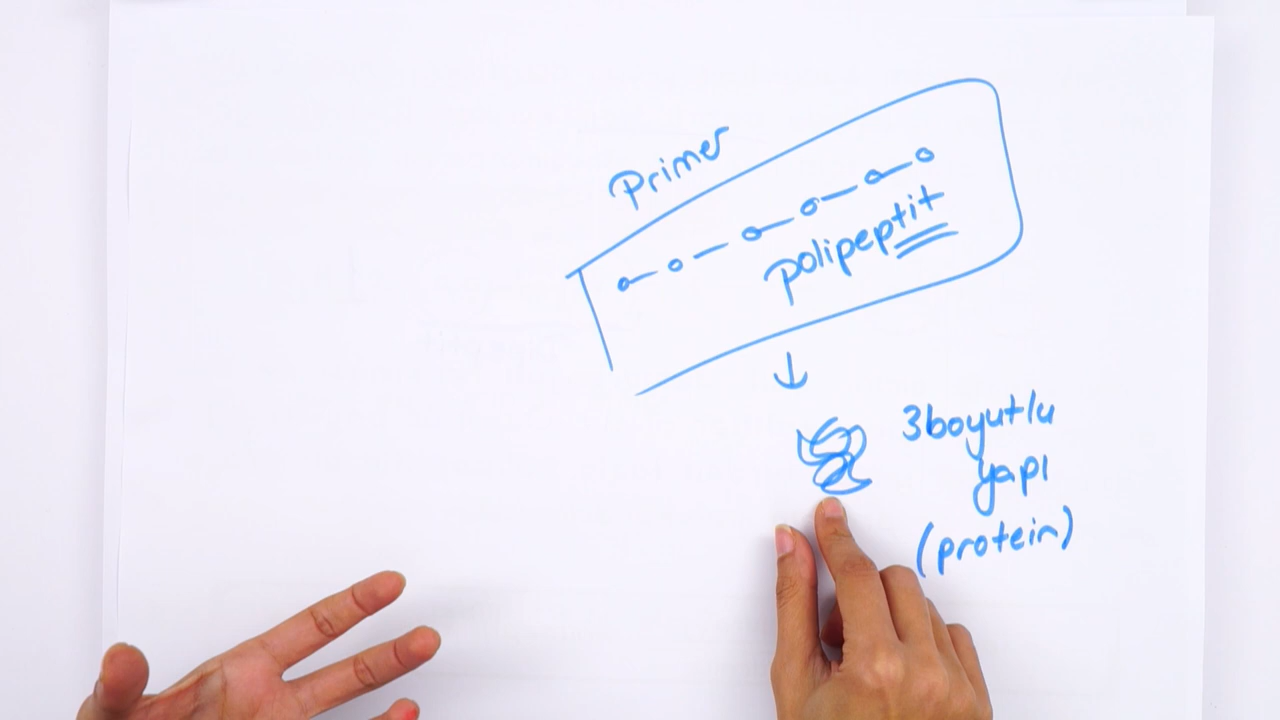 Primer
polipeptit
3boyutlu
yapı
(protein)